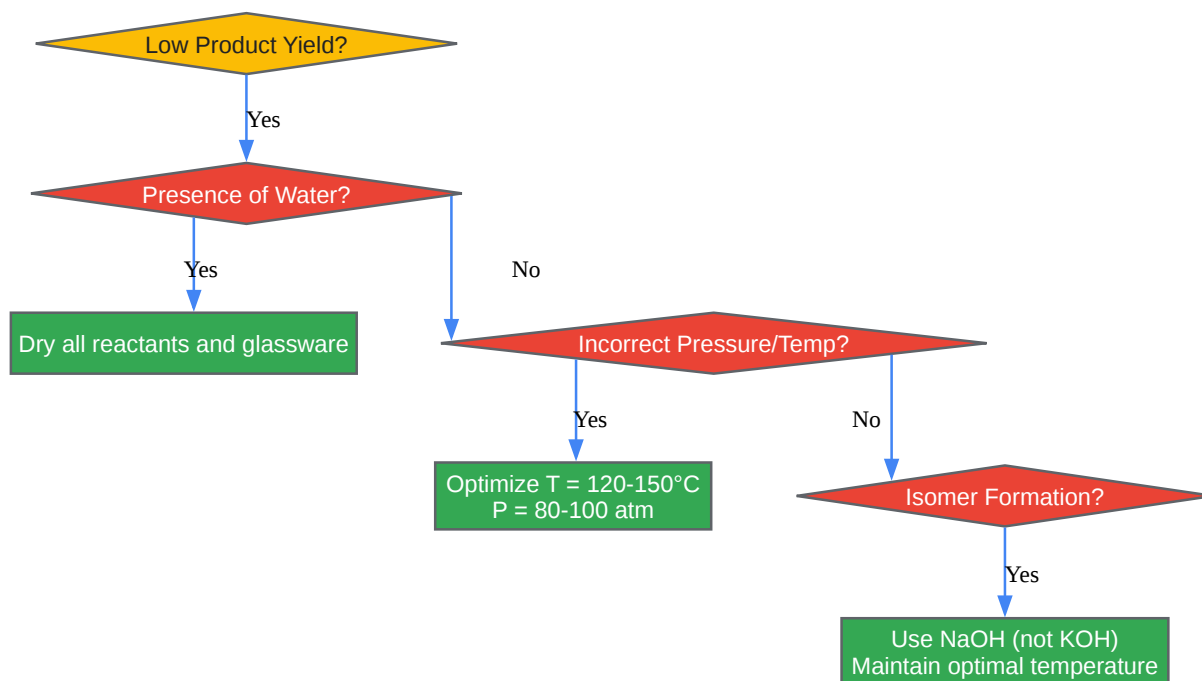 Low Product Yield?
Yes
Presence of Water?
Yes
No
Dry all reactants and glassware
Incorrect Pressure/Temp?
Yes
No
Optimize T = 120-150°C
P = 80-100 atm
Isomer Formation?
Yes
Use NaOH (not KOH)
Maintain optimal temperature